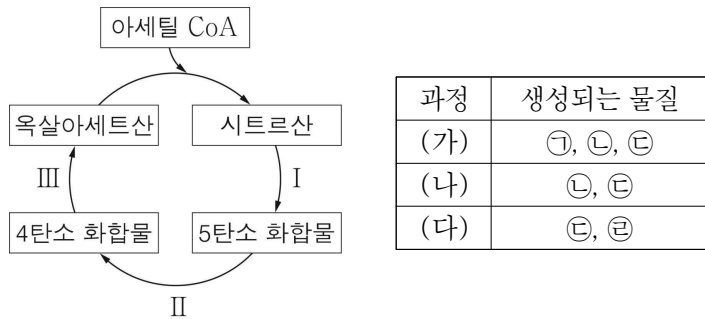 아세틸 CoA
옥살아세트산
시트르산
Ⅲ
Ⅰ
4탄소 화합물
5탄소 화합물
Ⅱ
과정 생성되는 물질
(가) ㉠, ㉡, ㉢
(나) ㉡, ㉢
(다) ㉢, ㉣